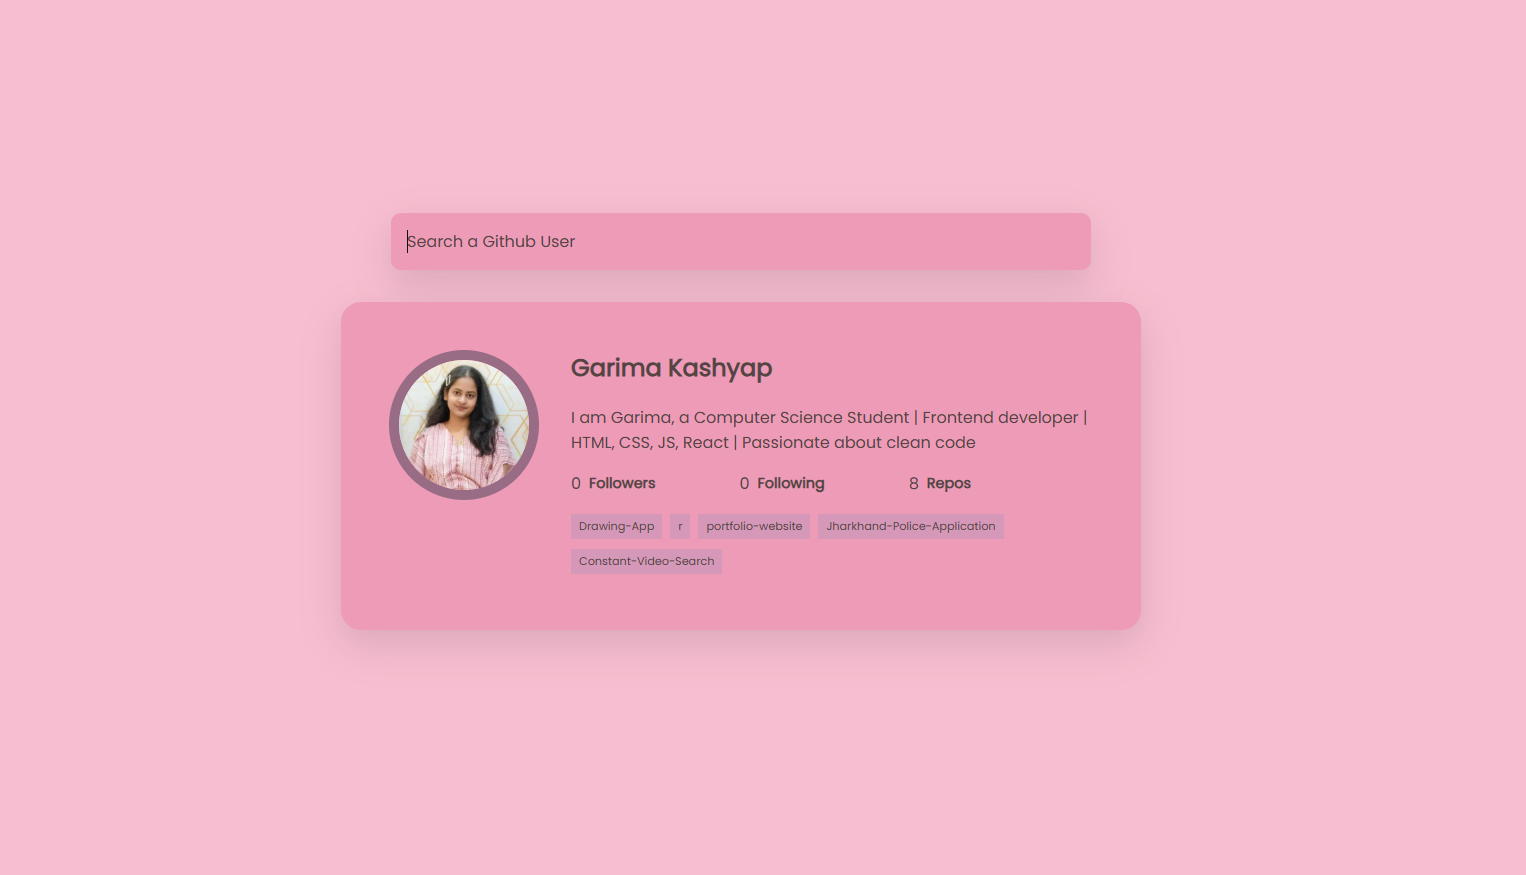 Search a Github User
Garima Kashyap
I am Garima, a Computer Science Student | Frontend developer |
HTML, CSS, JS, React | Passionate about clean code
0 Followers 0 Following 8 Repos
Drawing-App r portfolio-website Jharkhand-Police-Application
Constant-Video-Search